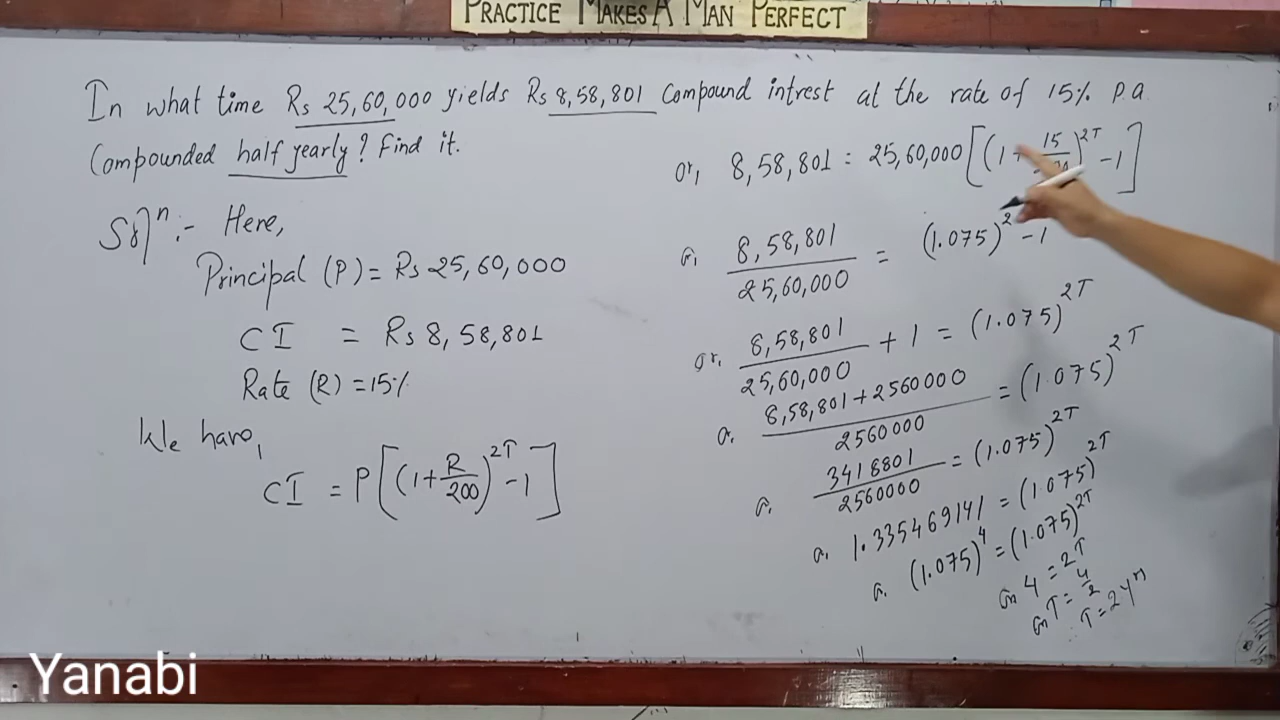 PRACTICE MAKES A MAN PERFECT
In what time Rs 25,60,000 yields Rs 8,58,801 Compound intrest at the rate of 15% p.a
Compounded half yearly? Find it.
Solⁿ:- Here,
Principal (P) = Rs 25,60,000
CI = Rs 8,58,801
Rate (R) = 15%
We have,
CI = P[(1+R/200)^2T -1]
or, 8,58,801 = 25,60,000[(1+15/)^2T -1]
or, 8,58,801/25,60,000 = (1.075)^2 -1
or, 8,58,801/25,60,000 + 1 = (1.075)^2T
or, 8,58,801+2560000/2560000 = (1.075)^2T
or, 3418801/2560000 = (1.075)^2T
or, 1.335469141 = (1.075)^2T
or, (1.075)^4 = (1.075)^2T
or, 4 = 2T
or, T = 4/2
∴ T = 2 yrs
Yanabi